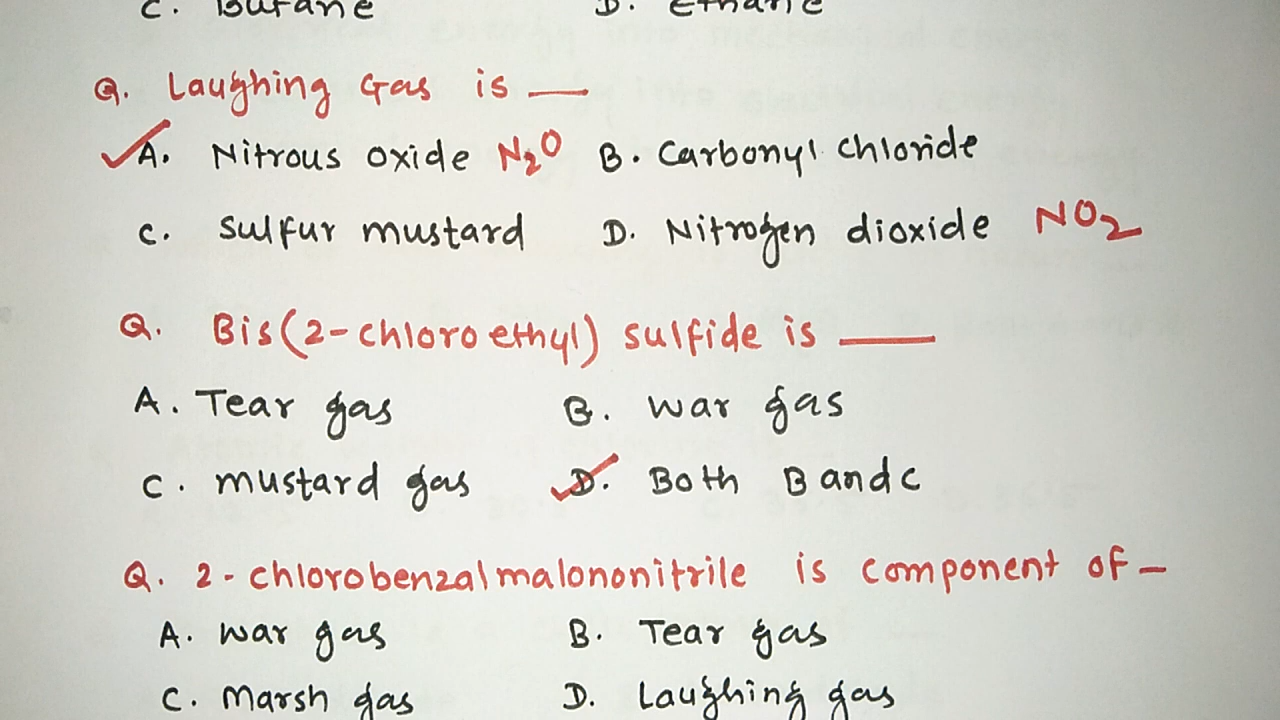 C. Butane D. Ethane
Q. Laughing Gas is —
A. Nitrous oxide N₂O B. Carbonyl chloride
C. Sulfur mustard D. Nitrogen dioxide NO₂
Q. Bis(2-chloroethyl) sulfide is —
A. Tear gas B. war gas
C. mustard gas D. Both B and C
Q. 2-chlorobenzalmalononitrile is component of —
A. war gas B. Tear gas
C. Marsh gas D. Laughing gas